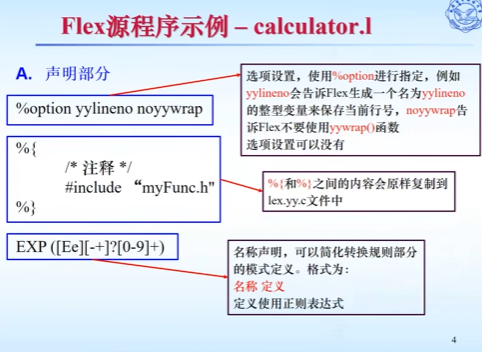 Flex源程序示例 – calculator.l
A. 声明部分
%option yylineno noyywrap
选项设置，使用%option进行指定，例如
yylineno会告诉Flex生成一个名为yylineno
的整型变量来保存当前行号，noyywrap告
诉Flex不要使用yywrap()函数
选项设置可以没有
%{
/* 注释 */
#include “myFunc.h"
%}
%{和%}之间的内容会原样复制到
lex.yy.c文件中
EXP ([Ee][-+]?[0-9]+)
名称声明，可以简化转换规则部分
的模式定义。格式为：
名称 定义
定义使用正则表达式
4